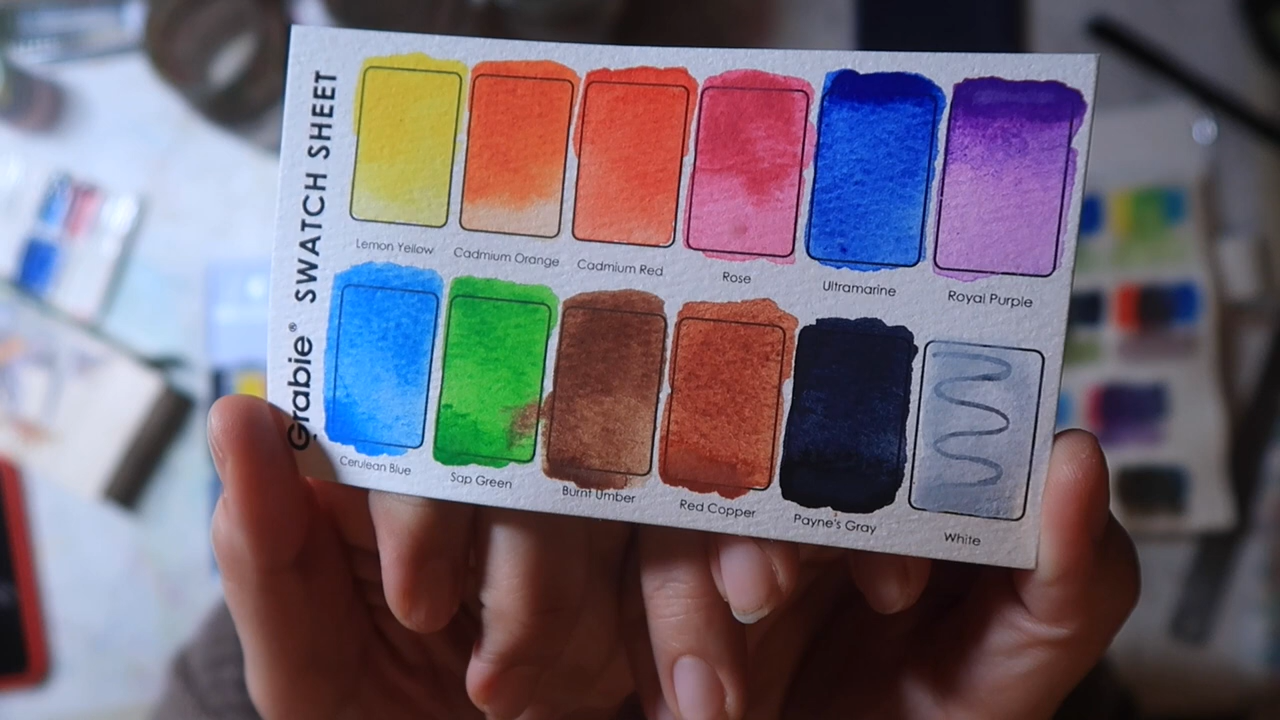 Grabie® SWATCH SHEET
Lemon Yellow
Cadmium Orange
Cadmium Red
Rose
Ultramarine
Royal Purple
Cerulean Blue
Sap Green
Burnt Umber
Red Copper
Payne's Gray
White